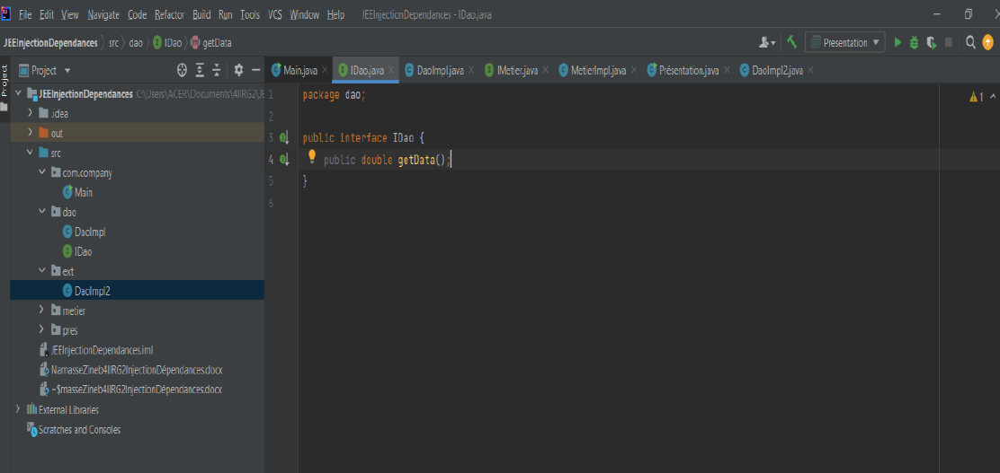 File Edit View Navigate Code Refactor Build Run Tools VCS Window Help JEEInjectionDependances - IDao.java
JEEInjectionDependances src dao IDao getData
Presentation
Project
Project
Main.java IDao.java DaoImpl.java IMetier.java MetierImpl.java Présentation.java DaoImpl2.java
JEEInjectionDependances C:\Users\ACER\Documents\4IIRG2\JE
.idea
out
src
com.company
Main
dao
DaoImpl
IDao
ext
DaoImpl2
metier
pres
JEEInjectionDependances.iml
NamasseZineb4IIRG2InjectionDépendances.docx
~$masseZineb4IIRG2InjectionDépendances.docx
External Libraries
Scratches and Consoles
1 package dao;
2
3 public interface IDao {
4 public double getData();
5 }
6
1